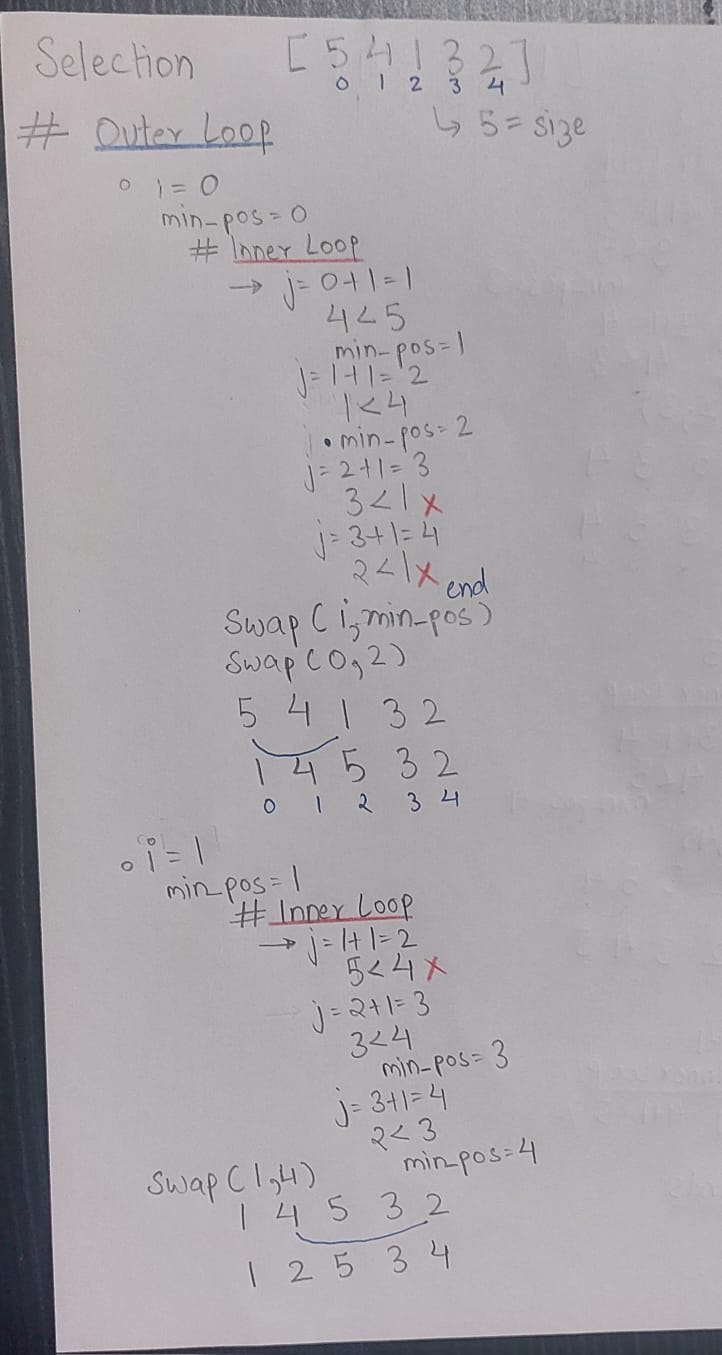 Selection [5 4 1 3 2]
0 1 2 3 4
# Outer Loop ↳ 5 = size
o i = 0
min-pos = 0
# Inner Loop
→ j = 0+1 = 1
4 < 5
min-pos = 1
j = 1+1 = 2
1 < 4
• min-pos = 2
j = 2+1 = 3
3 < 1 x
j = 3+1 = 4
2 < 1 x end
Swap (i, min-pos)
Swap (0, 2)
5 4 1 3 2
1 4 5 3 2
0 1 2 3 4
o i = 1
min-pos = 1
# Inner Loop
→ j = 1+1 = 2
5 < 4 x
j = 2+1 = 3
3 < 4
min-pos = 3
j = 3+1 = 4
2 < 3
min-pos = 4
Swap (1, 4)
1 4 5 3 2
1 2 5 3 4